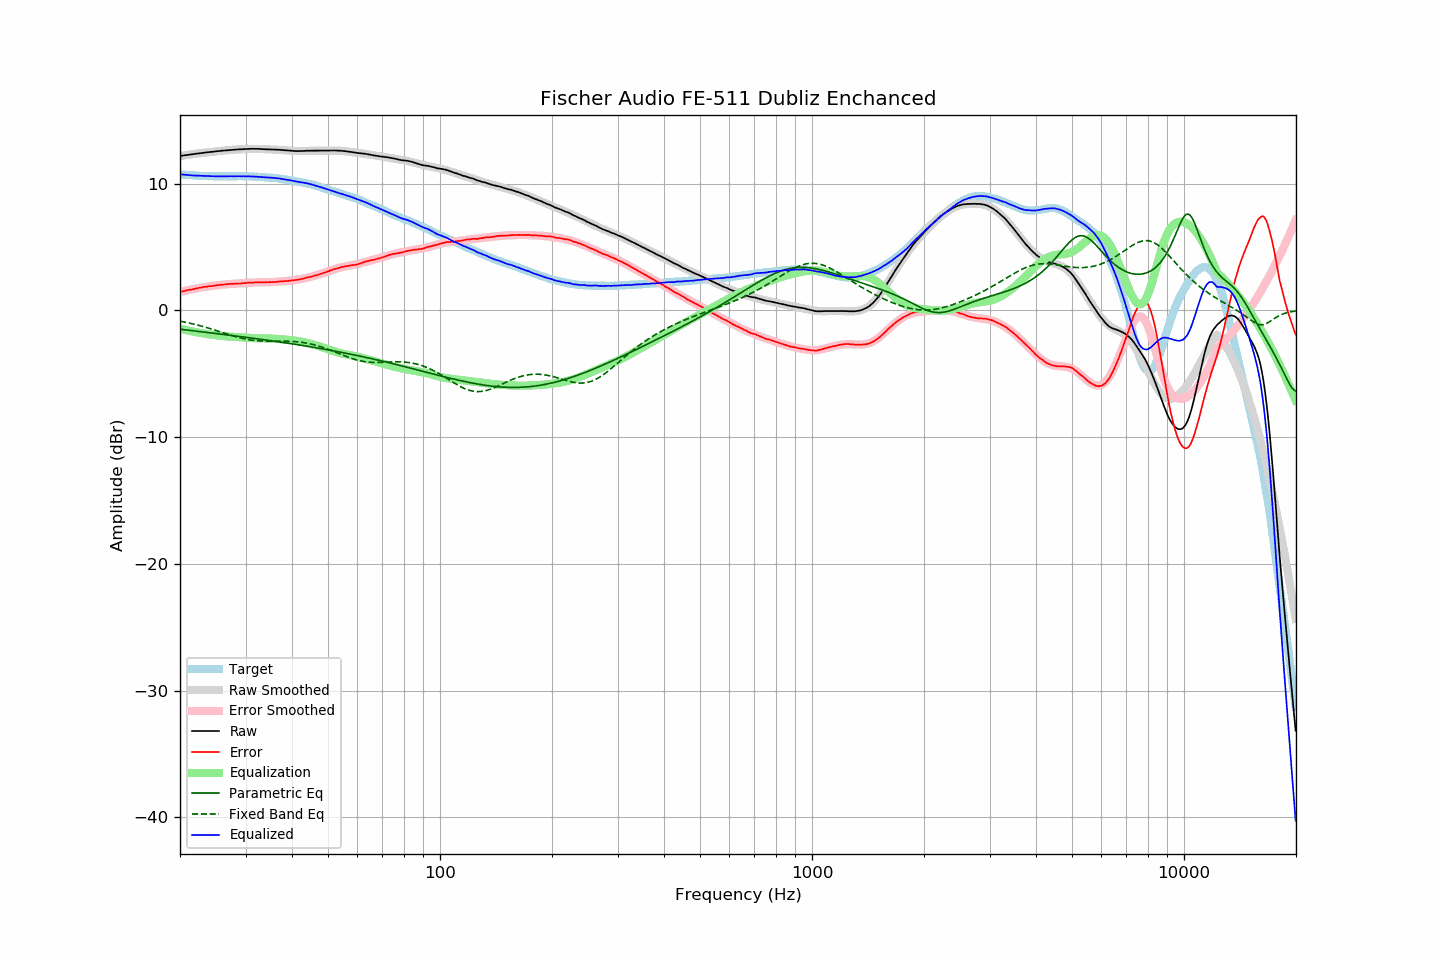 Fischer Audio FE-511 Dubliz Enchanced
Amplitude (dBr)
10
0
−10
−20
−30
−40
Target
Raw Smoothed
Error Smoothed
Raw
Error
Equalization
Parametric Eq
Fixed Band Eq
Equalized
100
1000
10000
Frequency (Hz)